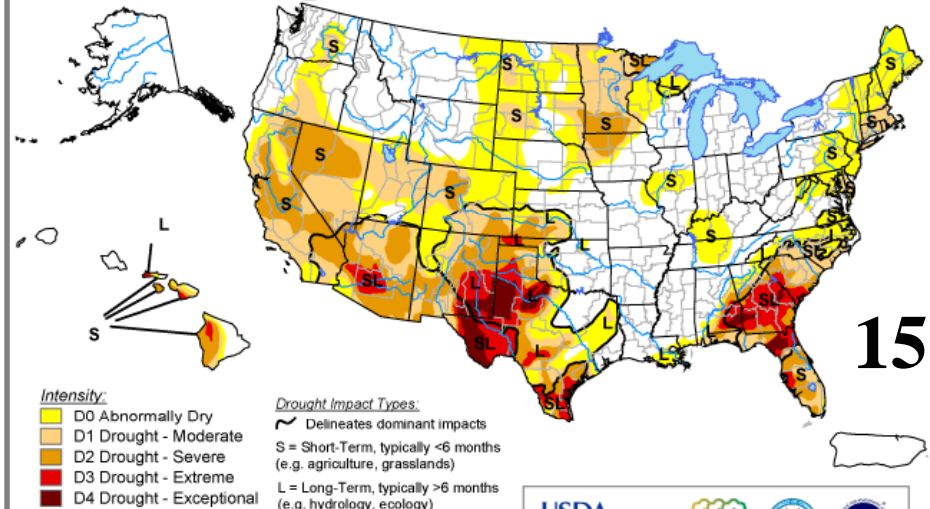 S
S
SL
L
S
S
S
S
S
S
S
S
S
S
S
L
L
L
L
SL
S
L
L
SL
SL
SL
L
L
L
SL
S
L
S
15
Intensity:
D0 Abnormally Dry
D1 Drought - Moderate
D2 Drought - Severe
D3 Drought - Extreme
D4 Drought - Exceptional
Drought Impact Types:
Delineates dominant impacts
S = Short-Term, typically <6 months
(e.g. agriculture, grasslands)
L = Long-Term, typically >6 months
(e.g. hydrology, ecology)
USDA